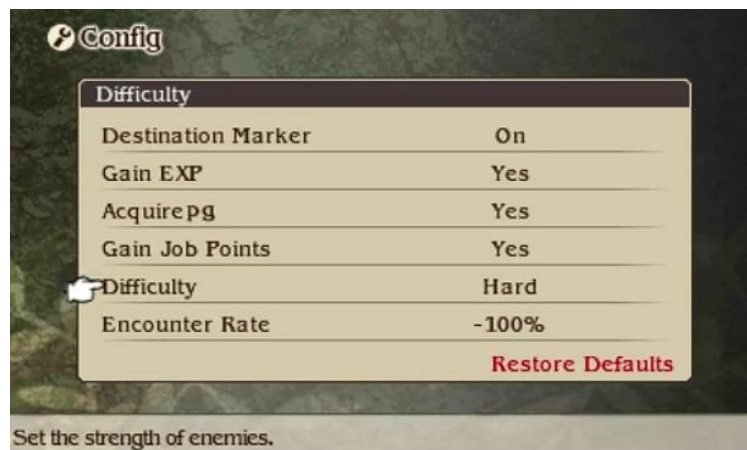 Config
Difficulty
Destination Marker On
Gain EXP Yes
Acquire pg Yes
Gain Job Points Yes
Difficulty Hard
Encounter Rate -100%
Restore Defaults
Set the strength of enemies.